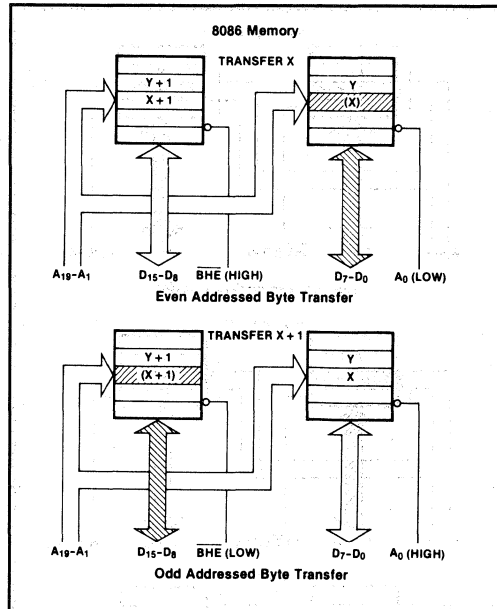 8086 Memory
TRANSFER X
Y + 1
X + 1
Y
(X)
A19-A1
D15-D8
BHE (HIGH)
D7-D0
A0 (LOW)
Even Addressed Byte Transfer
TRANSFER X + 1
Y + 1
(X + 1)
Y
X
A19-A1
D15-D8
BHE (LOW)
D7-D0
A0 (HIGH)
Odd Addressed Byte Transfer